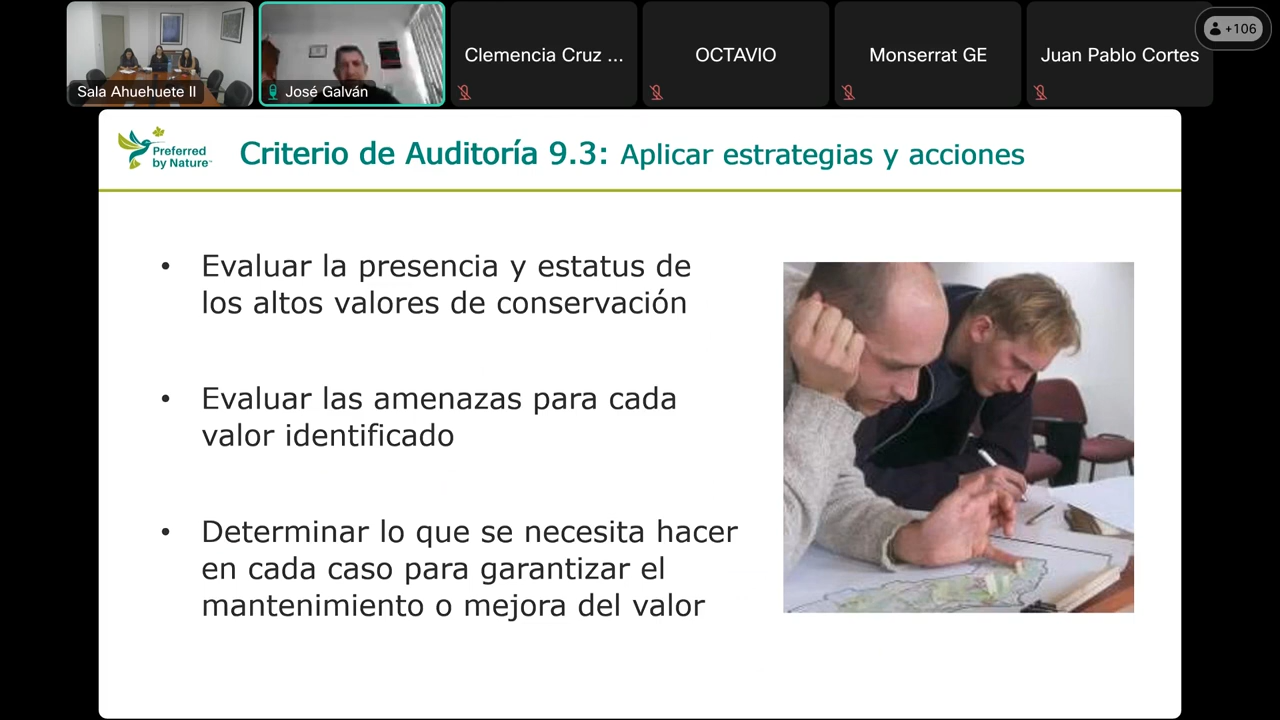 Sala Ahuehuete II
José Galván
Clemencia Cruz ...
OCTAVIO
Monserrat GE
Juan Pablo Cortes
+106
Preferred
by Nature™
Criterio de Auditoría 9.3: Aplicar estrategias y acciones
• Evaluar la presencia y estatus de
los altos valores de conservación
• Evaluar las amenazas para cada
valor identificado
• Determinar lo que se necesita hacer
en cada caso para garantizar el
mantenimiento o mejora del valor